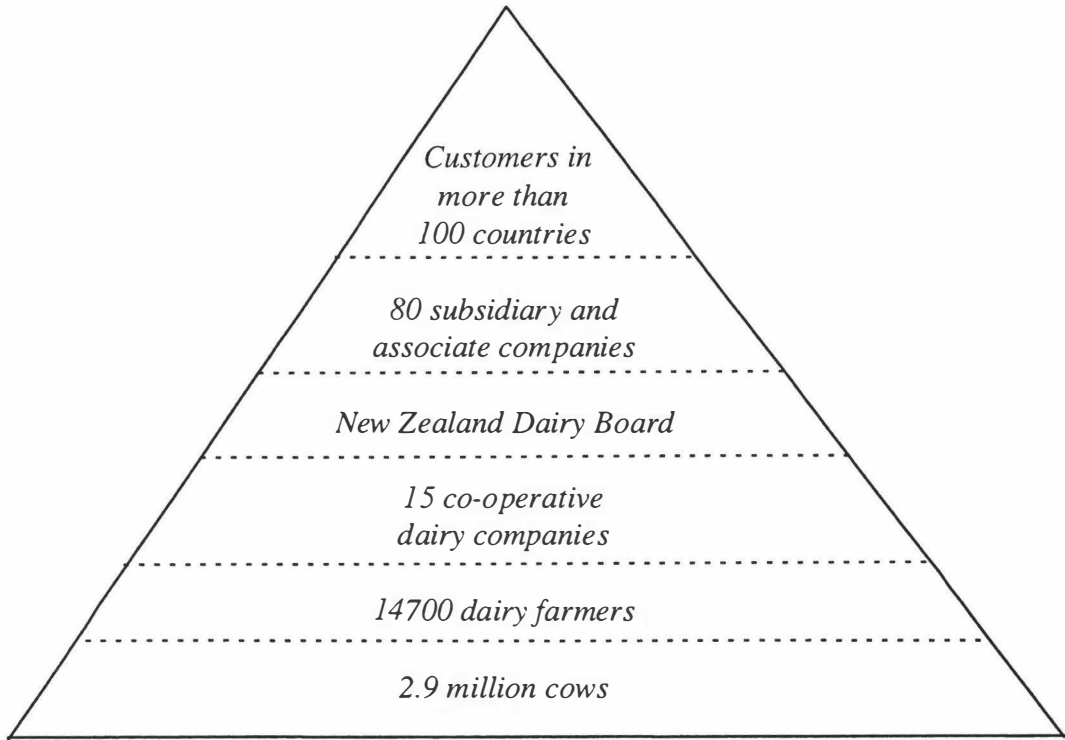 Customers in
more than
100 countries
80 subsidiary and
associate companies
New Zealand Dairy Board
15 co-operative
dairy companies
14700 dairy farmers
2.9 million cows